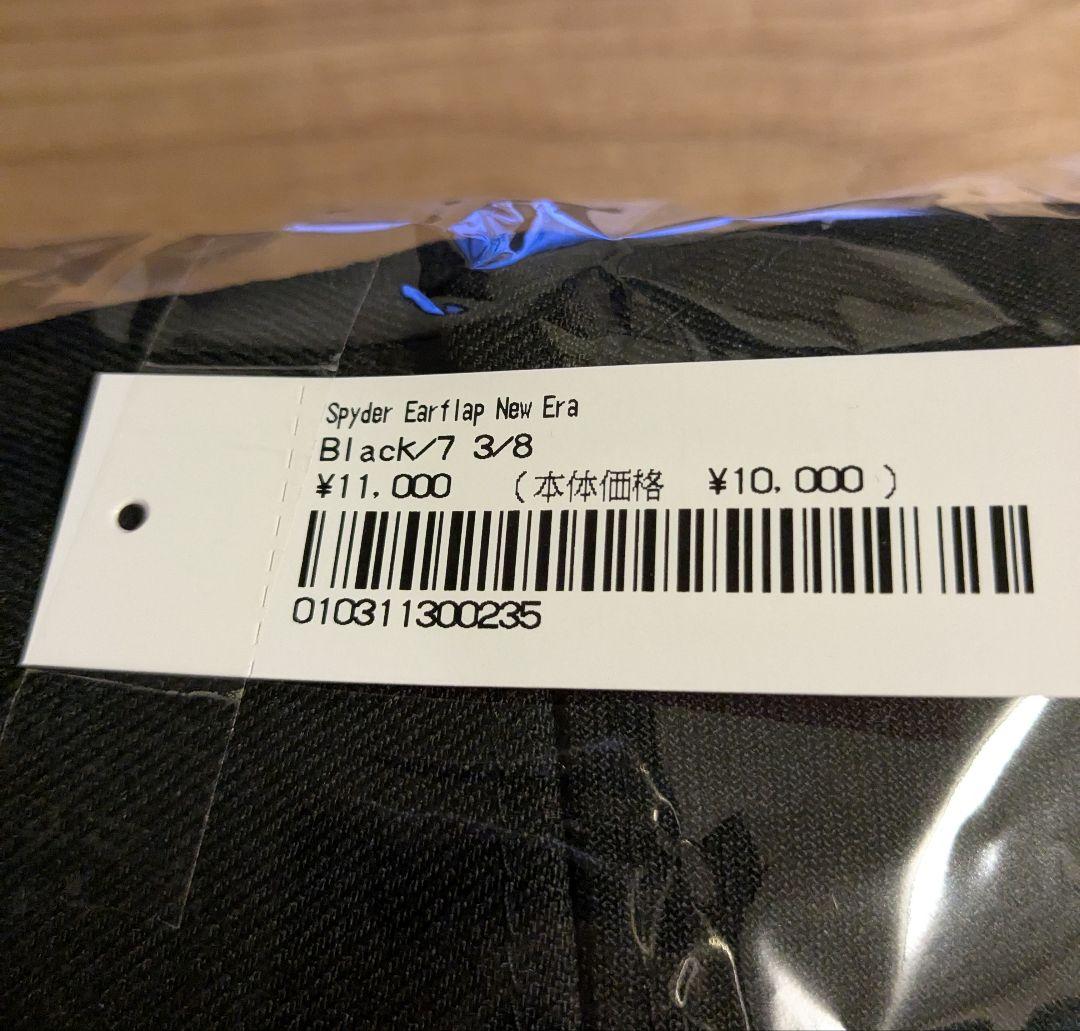 Spyder Earflap New Era
Black/7 3/8
¥11,000 (本体価格 ¥10,000 )
010311300235